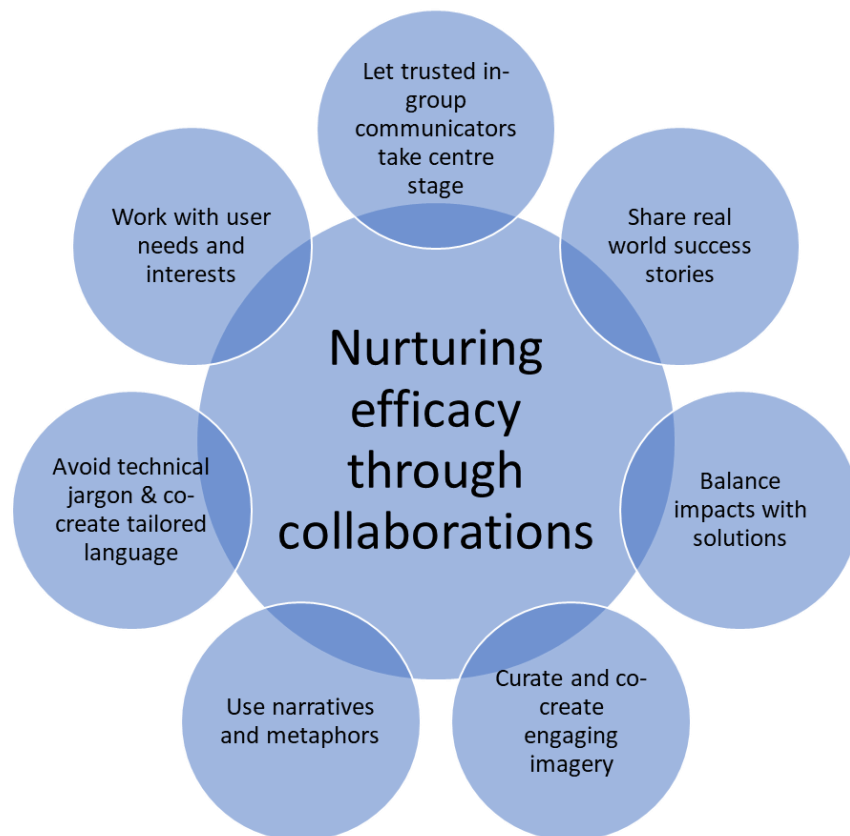 Let trusted in-
group
communicators
take centre
stage
Share real
world success
stories
Balance
impacts with
solutions
Curate and co-
create
engaging
imagery
Use narratives
and metaphors
Avoid technical
jargon & co-
create tailored
language
Work with user
needs and
interests
Nurturing
efficacy
through
collaborations